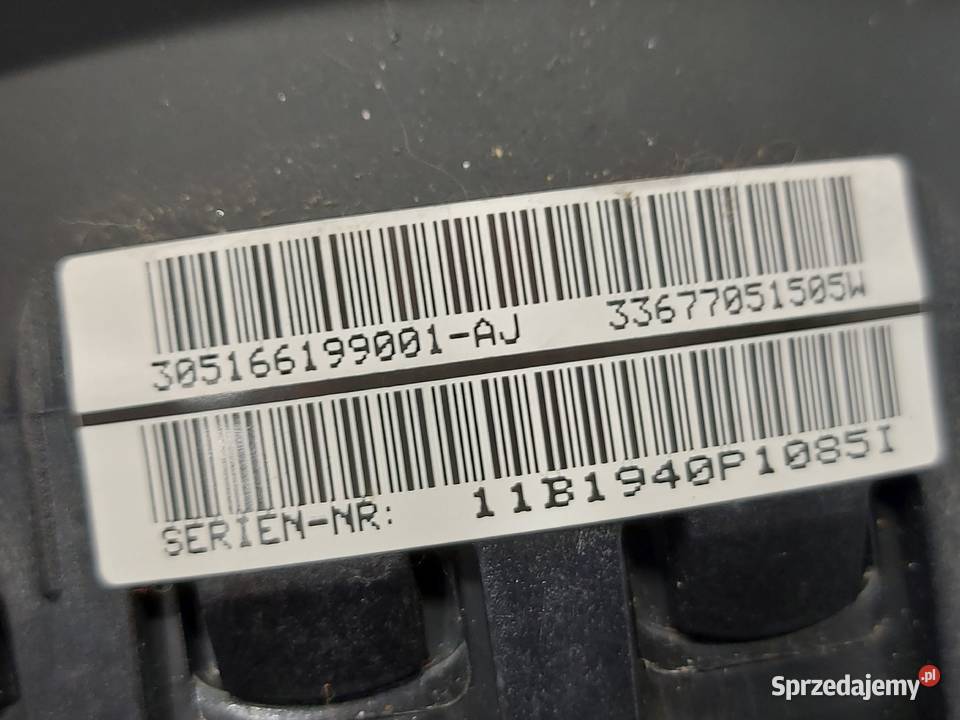 305166199001-AJ 33677051505W
SERIEN-NR: 11B1940P1085I
Sprzedajemy.pl